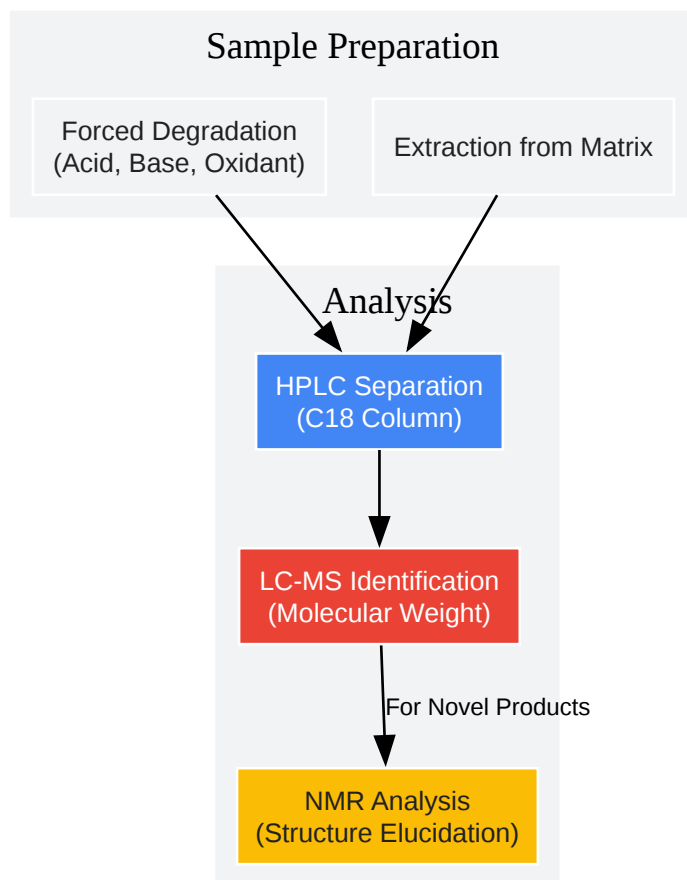 Sample Preparation
Forced Degradation
(Acid, Base, Oxidant)
Extraction from Matrix
Analysis
HPLC Separation
(C18 Column)
LC-MS Identification
(Molecular Weight)
For Novel Products
NMR Analysis
(Structure Elucidation)